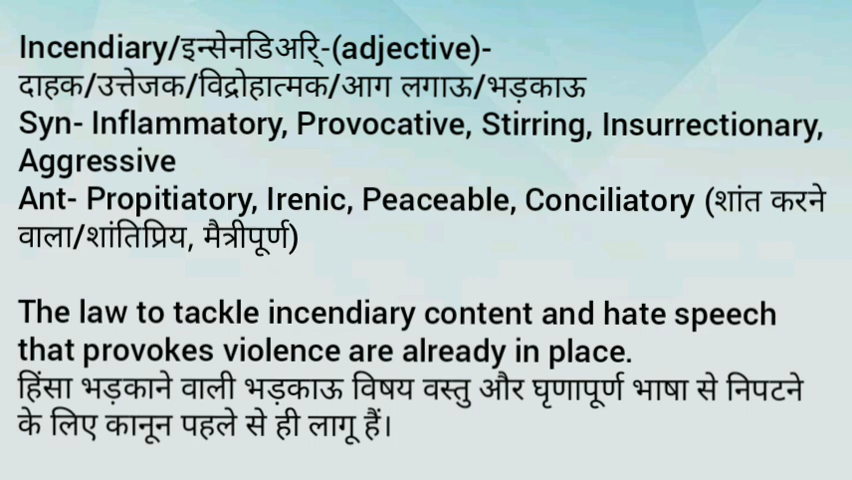 Incendiary/इन्सेनडिअरि्-(adjective)-
दाहक/उत्तेजक/विद्रोहात्मक/आग लगाऊ/भड़काऊ
Syn- Inflammatory, Provocative, Stirring, Insurrectionary,
Aggressive
Ant- Propitiatory, Irenic, Peaceable, Conciliatory (शांत करने
वाला/शांतिप्रिय, मैत्रीपूर्ण)
The law to tackle incendiary content and hate speech
that provokes violence are already in place.
हिंसा भड़काने वाली भड़काऊ विषय वस्तु और घृणापूर्ण भाषा से निपटने
के लिए कानून पहले से ही लागू हैं।